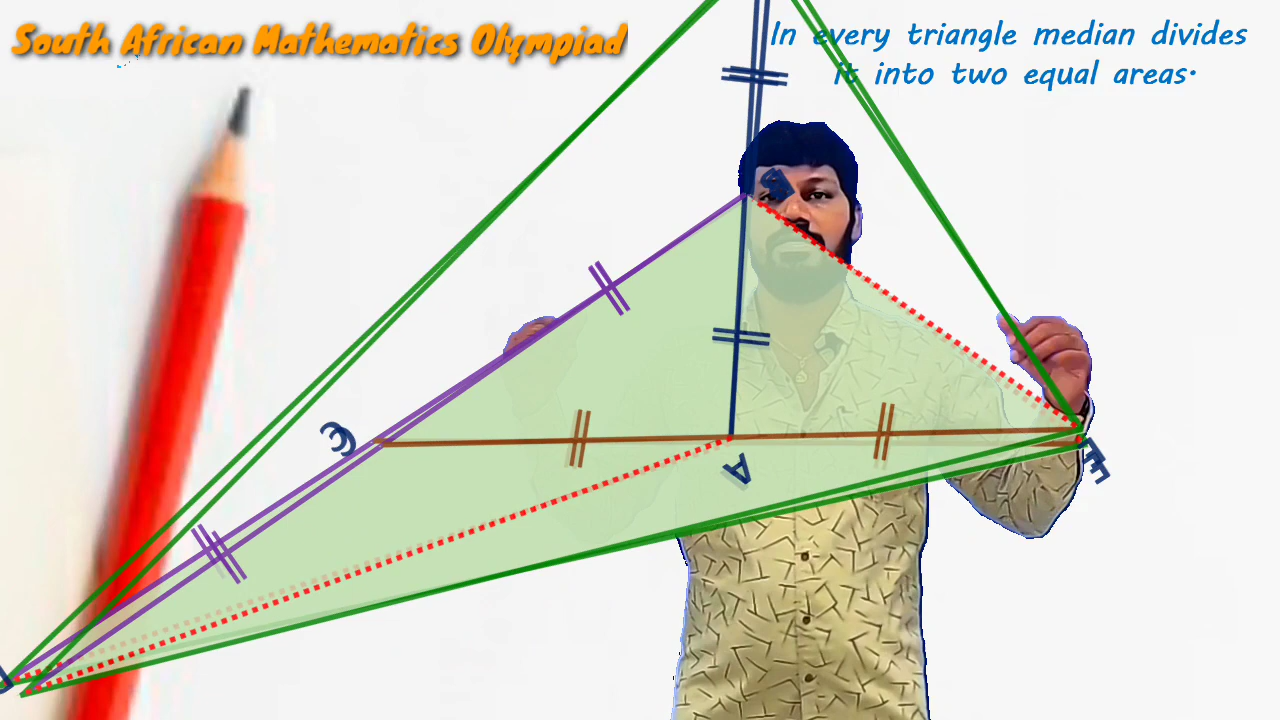 South African Mathematics Olympiad
In every triangle median divides
it into two equal areas.
A
E